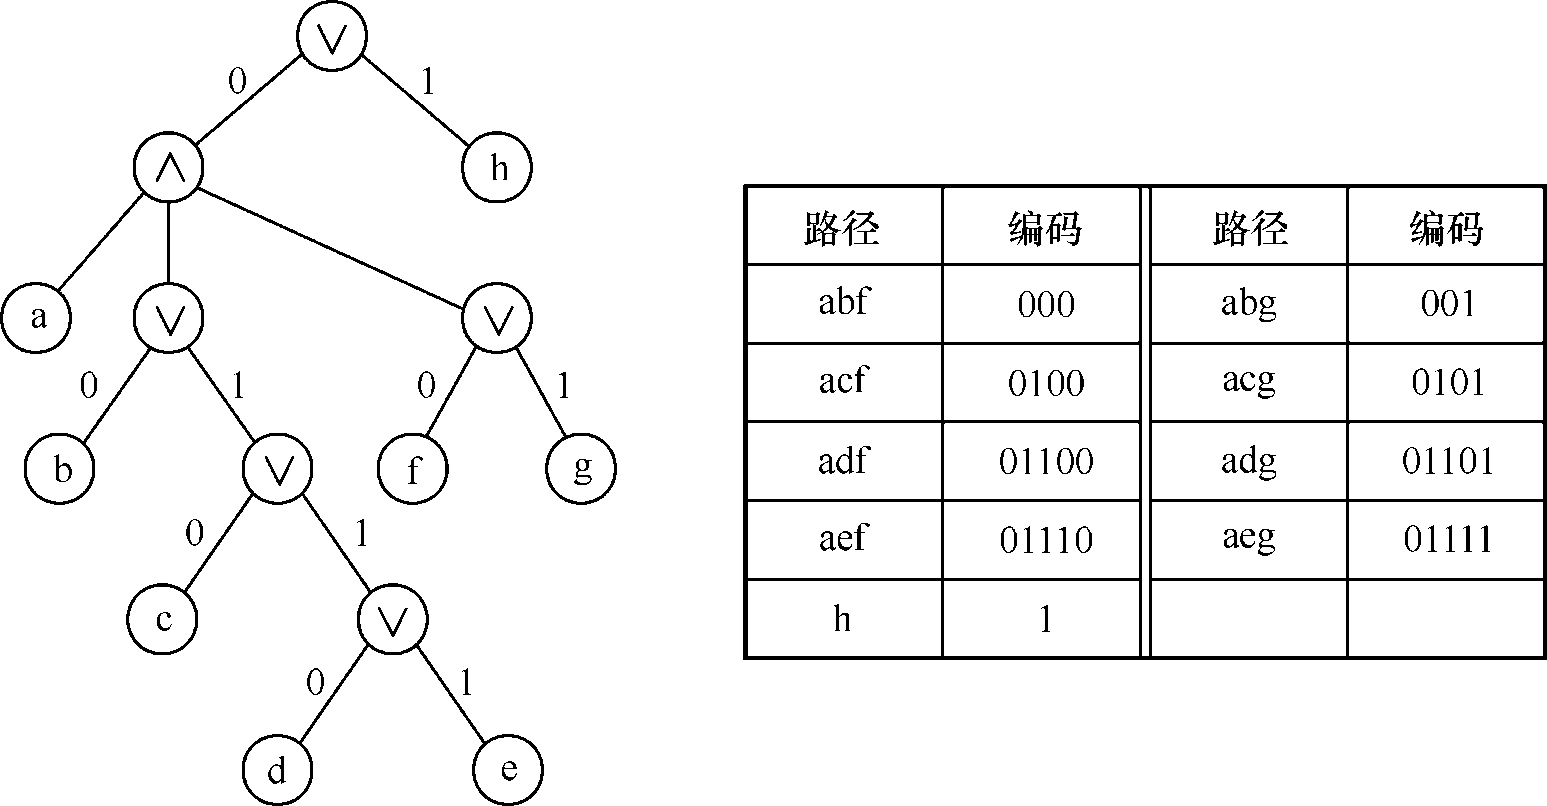 ∨
0 1
∧ h
a ∨ ∨
0 1 0 1
b ∨ f g
0 1
c ∨
0 1
d e
路径 编码 路径 编码
abf 000 abg 001
acf 0100 acg 0101
adf 01100 adg 01101
aef 01110 aeg 01111
h 1